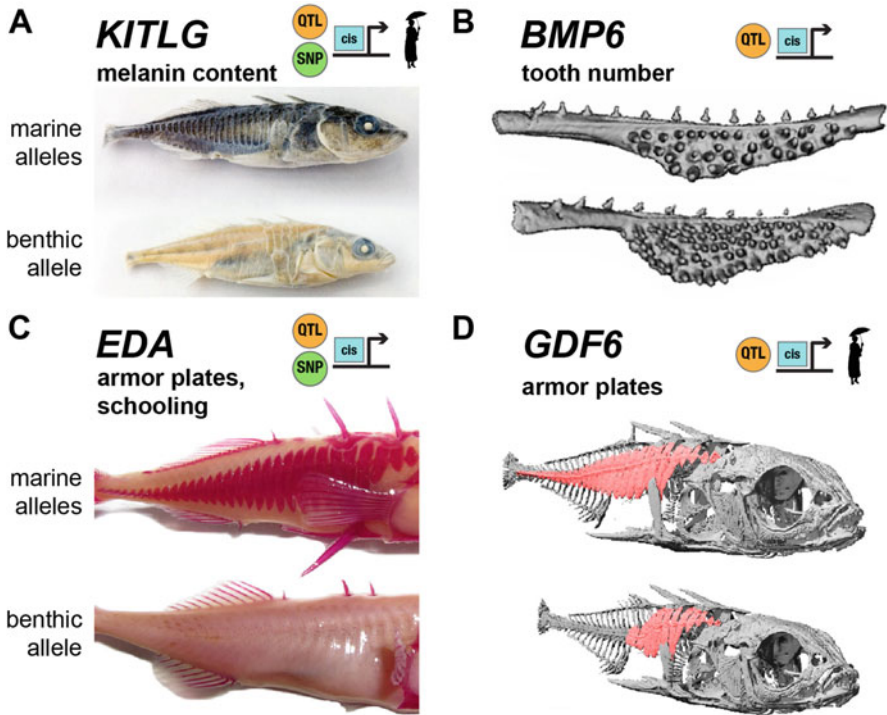 A
KITLG
melanin content
QTL
SNP
cis
marine
alleles
benthic
allele
B
BMP6
tooth number
QTL
cis
C
EDA
armor plates,
schooling
QTL
SNP
cis
marine
alleles
benthic
allele
D
GDF6
armor plates
QTL
cis